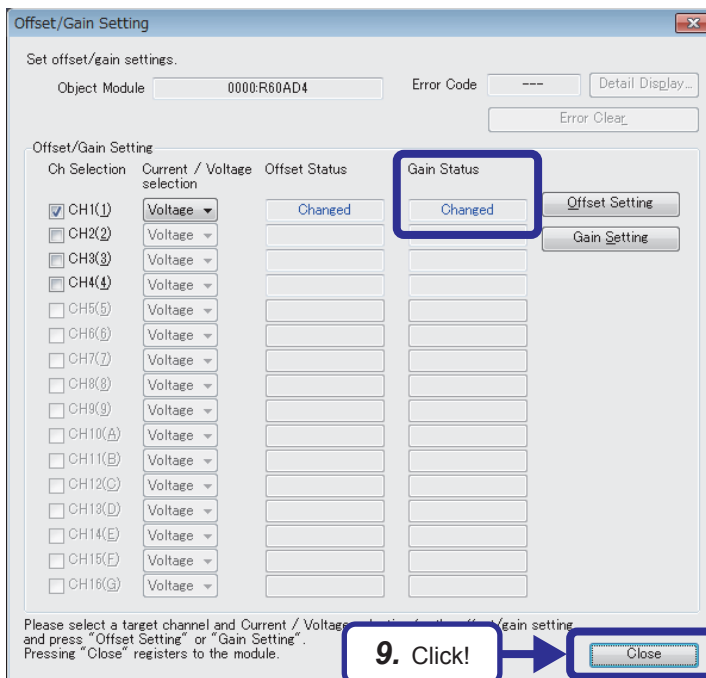 Offset/Gain Setting
Set offset/gain settings.
Object Module 0000:R60AD4 Error Code --- Detail Display...
Error Clear
Offset/Gain Setting
Ch Selection Current / Voltage selection Offset Status Gain Status
CH1(1) Voltage Changed Changed Offset Setting
CH2(2) Voltage Gain Setting
CH3(3) Voltage
CH4(4) Voltage
CH5(5) Voltage
CH6(6) Voltage
CH7(7) Voltage
CH8(8) Voltage
CH9(9) Voltage
CH10(A) Voltage
CH11(B) Voltage
CH12(C) Voltage
CH13(D) Voltage
CH14(E) Voltage
CH15(F) Voltage
CH16(G) Voltage
Please select a target channel and Current / Voltage /gain setting
and press "Offset Setting" or "Gain Setting".
Pressing "Close" registers to the module.
9. Click!
Close